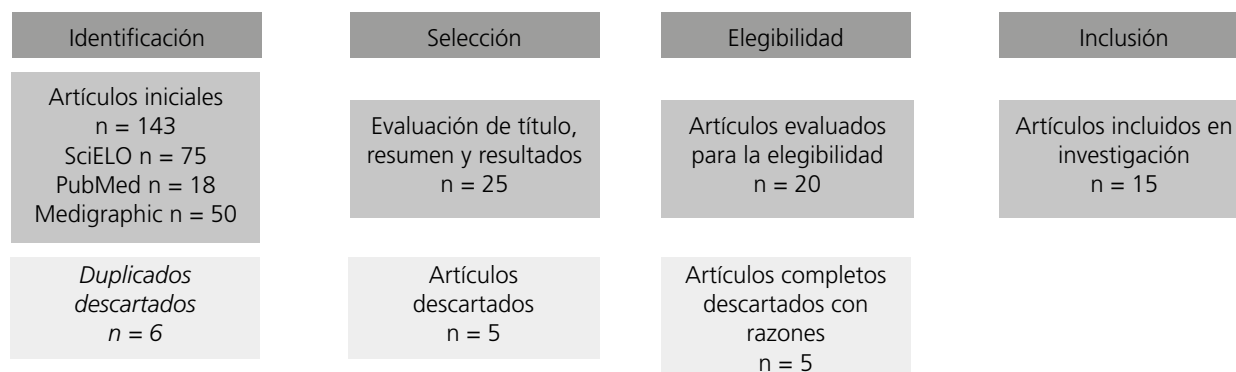 Identificación
Artículos iniciales
n = 143
SciELO n = 75
PubMed n = 18
Medigraphic n = 50
Duplicados
descartados
n = 6
Selección
Evaluación de título,
resumen y resultados
n = 25
Artículos
descartados
n = 5
Elegibilidad
Artículos evaluados
para la elegibilidad
n = 20
Artículos completos
descartados con
razones
n = 5
Inclusión
Artículos incluidos en
investigación
n = 15